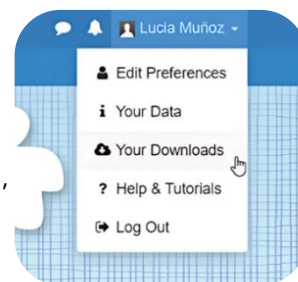 Lucia Muñoz
Edit Preferences
Your Data
Your Downloads
Help & Tutorials
Log Out